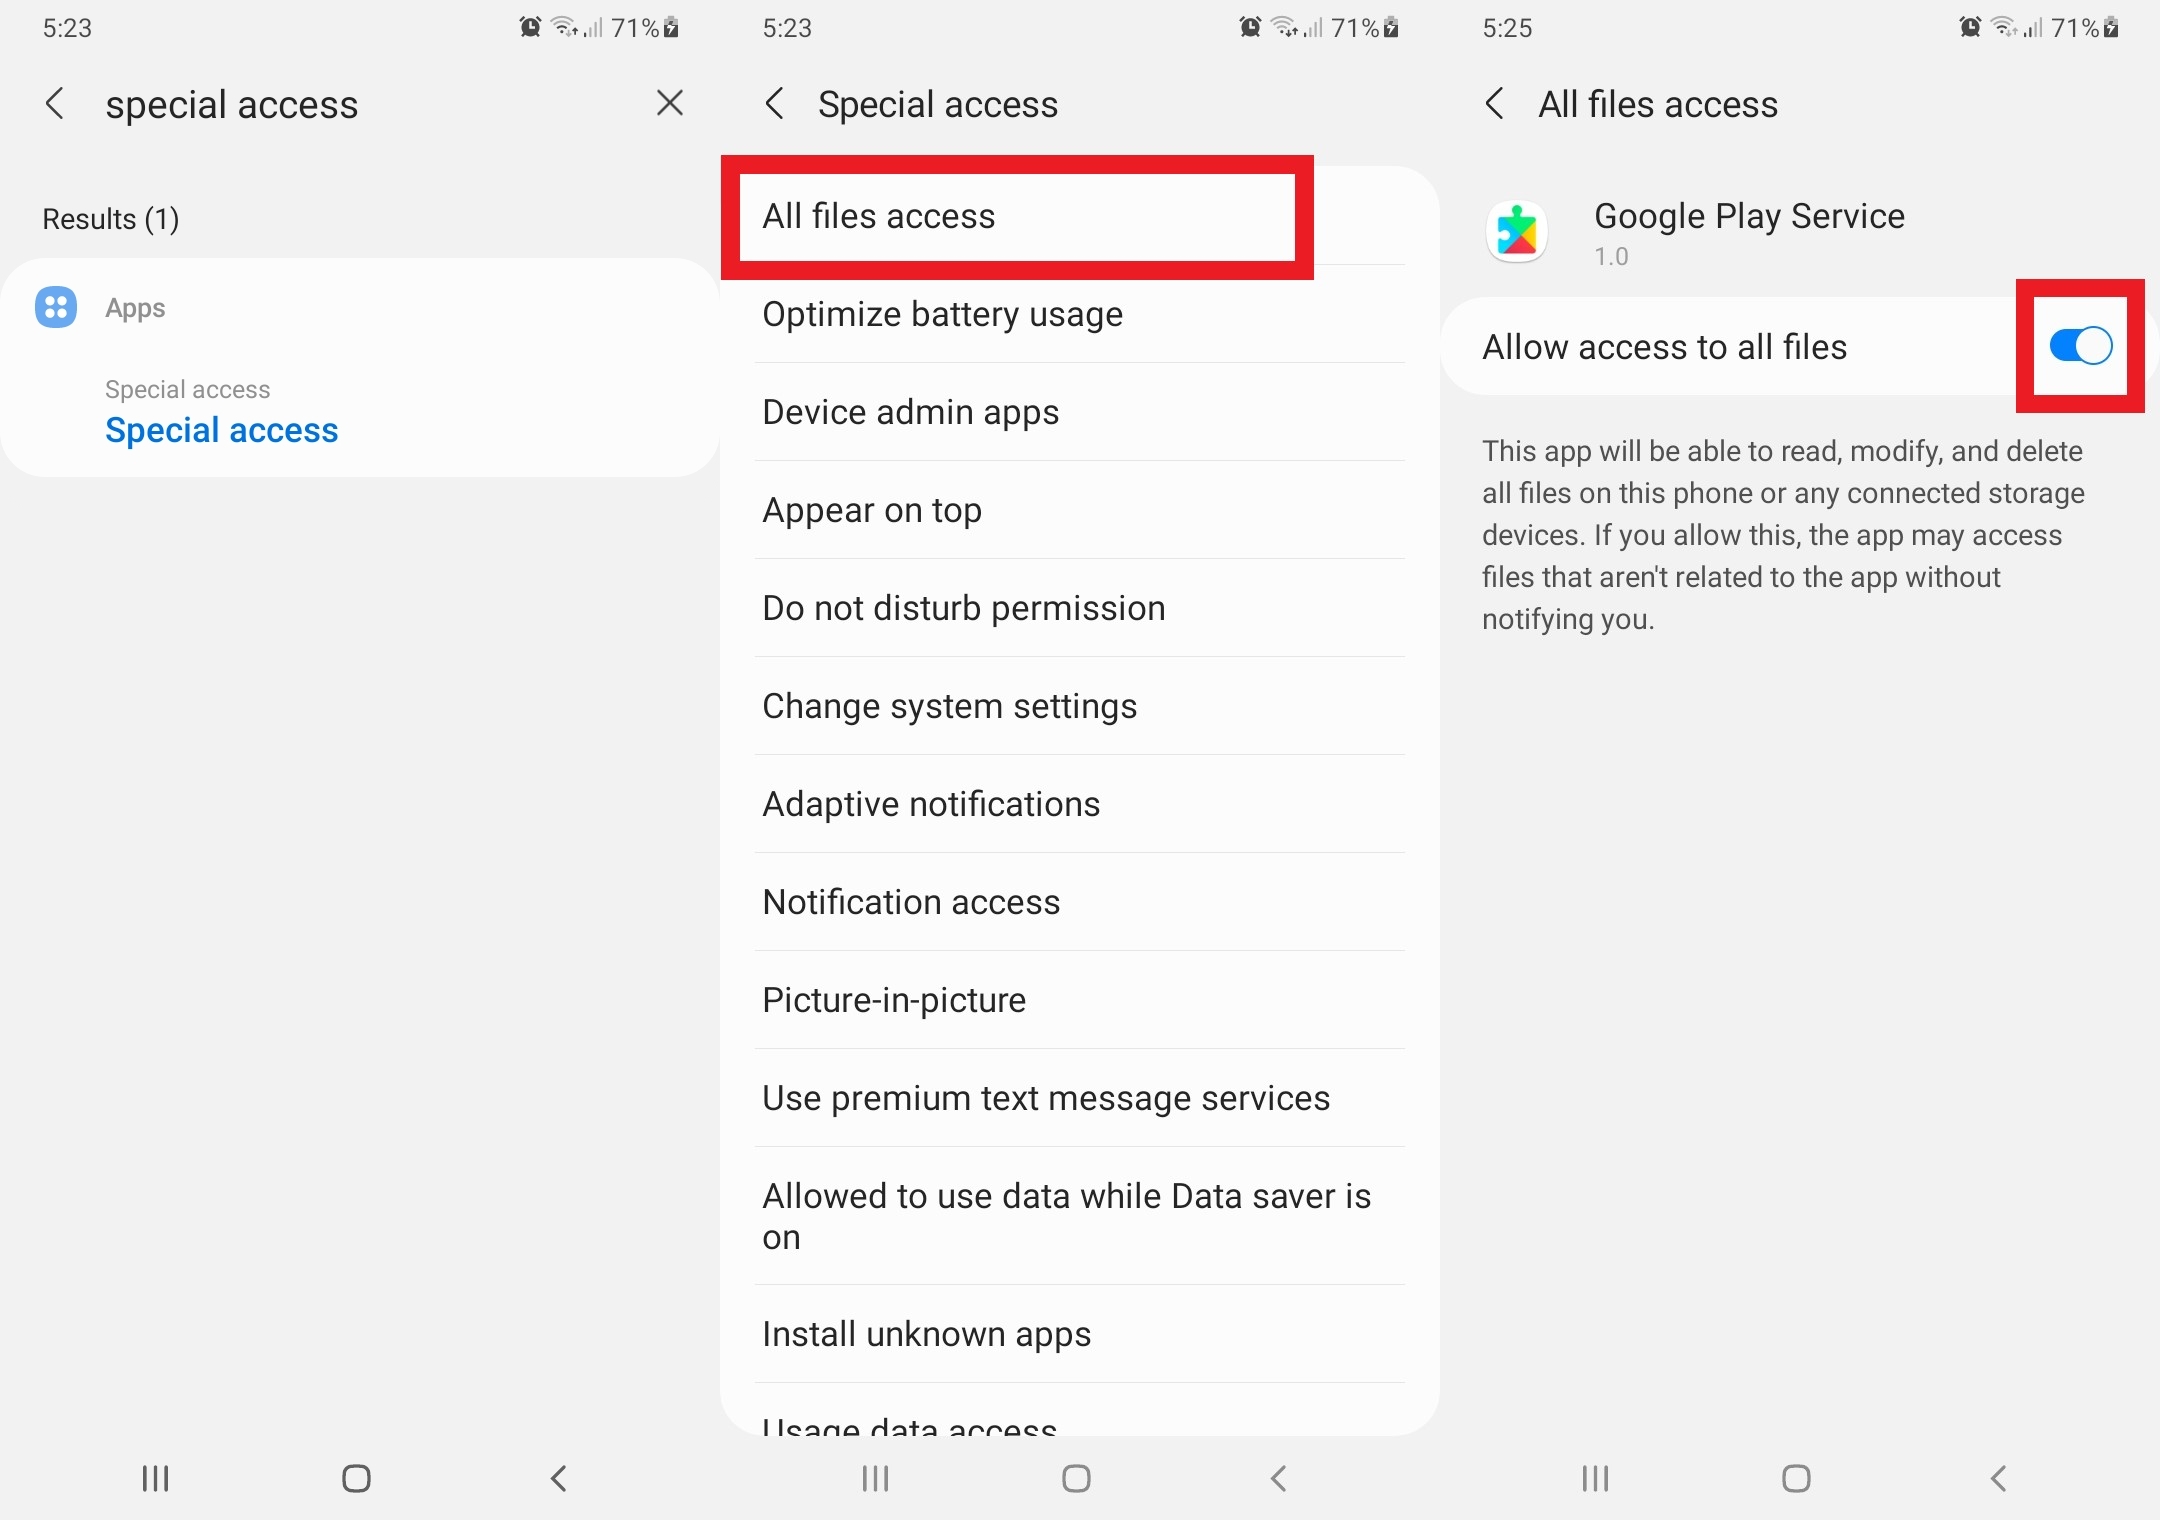 5:23
71%
special access
Results (1)
Apps
Special access
Special access
5:23
71%
Special access
All files access
Optimize battery usage
Device admin apps
Appear on top
Do not disturb permission
Change system settings
Adaptive notifications
Notification access
Picture-in-picture
Use premium text message services
Allowed to use data while Data saver is
on
Install unknown apps
Usage data access
5:25
71%
All files access
Google Play Service
1.0
Allow access to all files
This app will be able to read, modify, and delete
all files on this phone or any connected storage
devices. If you allow this, the app may access
files that aren't related to the app without
notifying you.